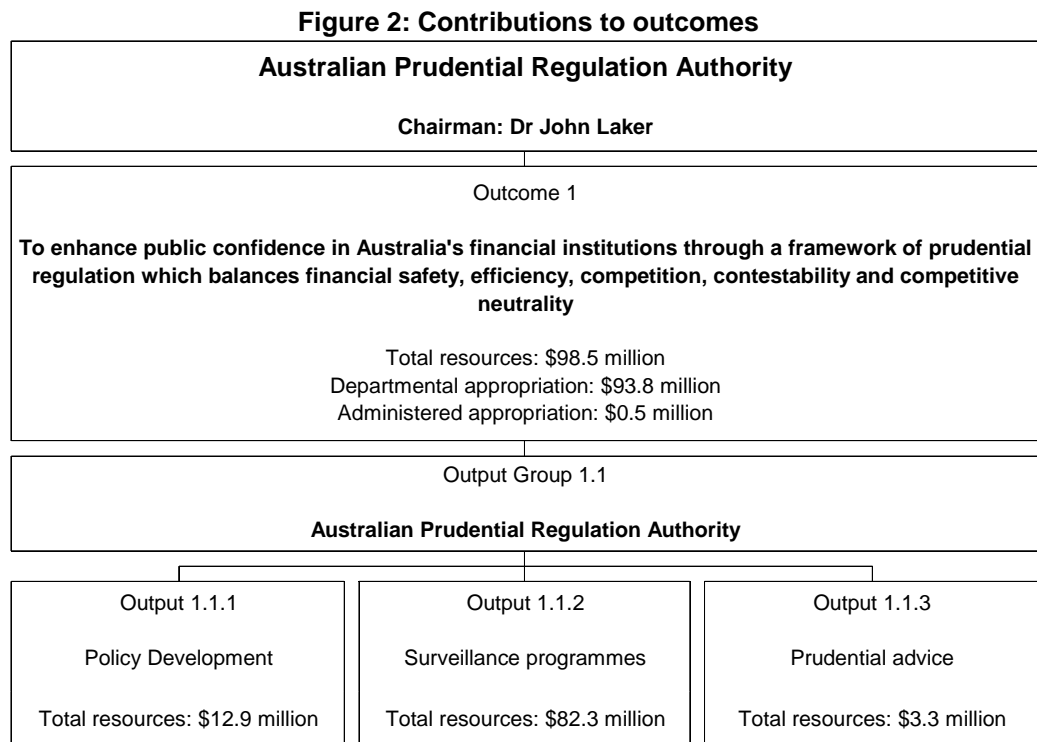 Figure 2: Contributions to outcomes
Australian Prudential Regulation Authority
Chairman: Dr John Laker
Outcome 1
To enhance public confidence in Australia's financial institutions through a framework of prudential
regulation which balances financial safety, efficiency, competition, contestability and competitive
neutrality
Total resources: $98.5 million
Departmental appropriation: $93.8 million
Administered appropriation: $0.5 million
Output Group 1.1
Australian Prudential Regulation Authority
Output 1.1.1
Policy Development
Total resources: $12.9 million
Output 1.1.2
Surveillance programmes
Total resources: $82.3 million
Output 1.1.3
Prudential advice
Total resources: $3.3 million